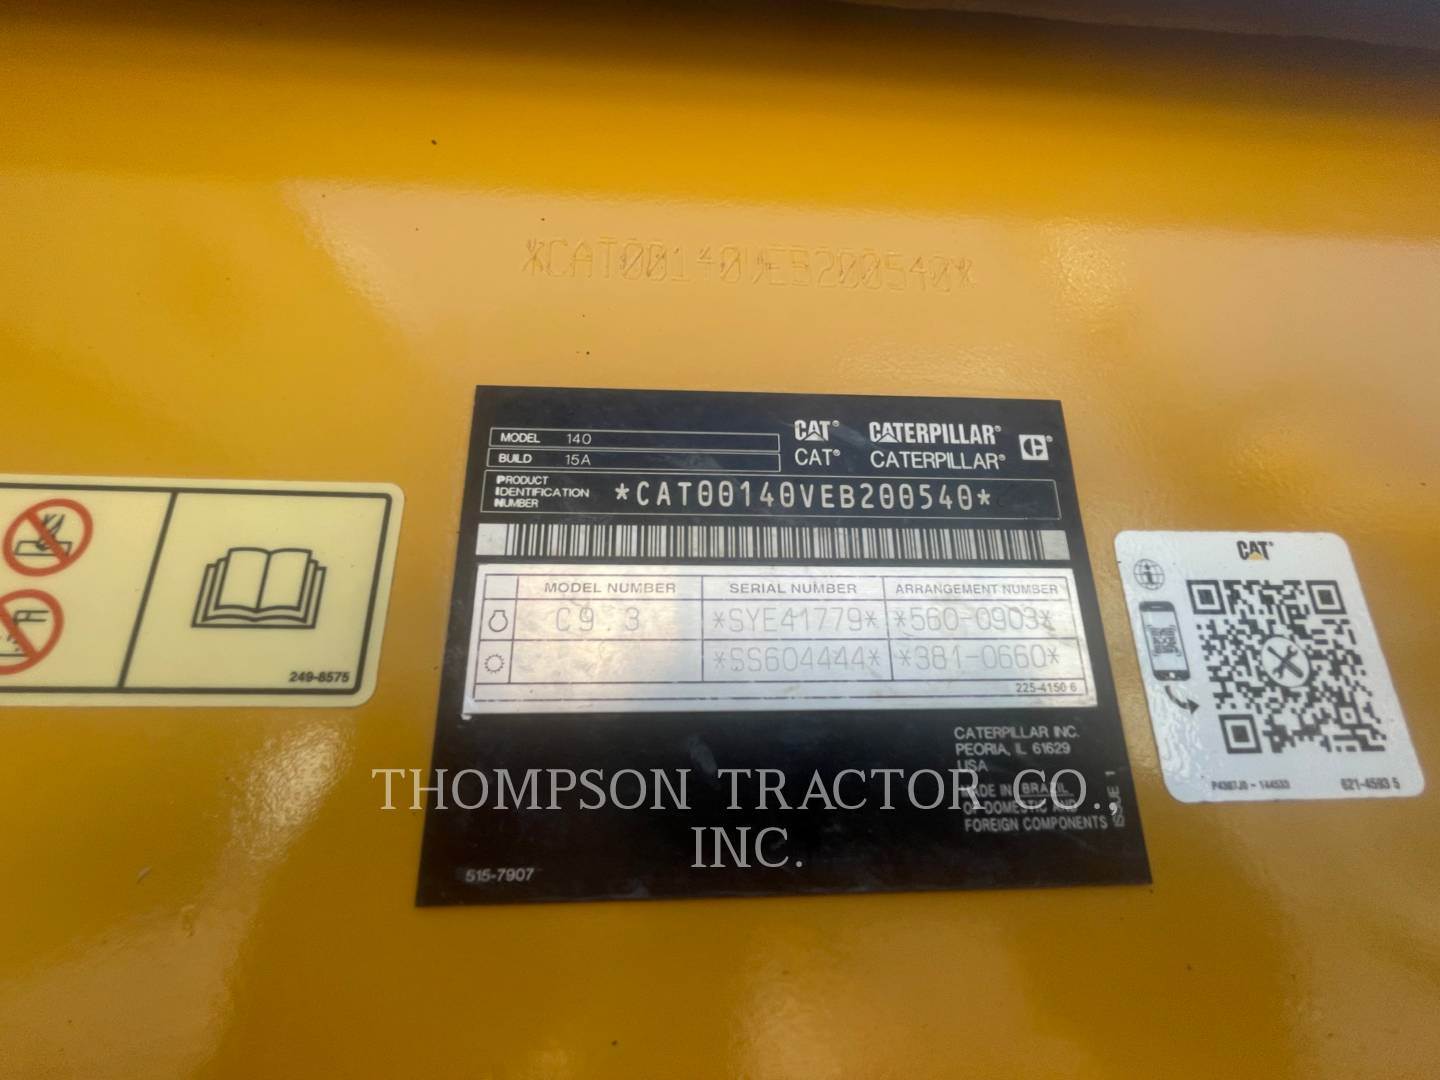 *CAT00140VEB200540*
MODEL 140
BUILD 15A
CAT® CATERPILLAR®
CAT® CATERPILLAR®
PRODUCT
IDENTIFICATION
NUMBER
*CAT00140VEB200540*
MODEL NUMBER SERIAL NUMBER ARRANGEMENT NUMBER
C9.3 *SYE41779* *560-0903*
*SS604444* *381-0660*
225-4150 6
CATERPILLAR INC.
PEORIA, IL 61629
USA
MADE IN BRAZIL
OF DOMESTIC AND
FOREIGN COMPONENTS
ISSUE 1
515-7907
249-8575
CAT
621-4593 5
THOMPSON TRACTOR CO.,
INC.